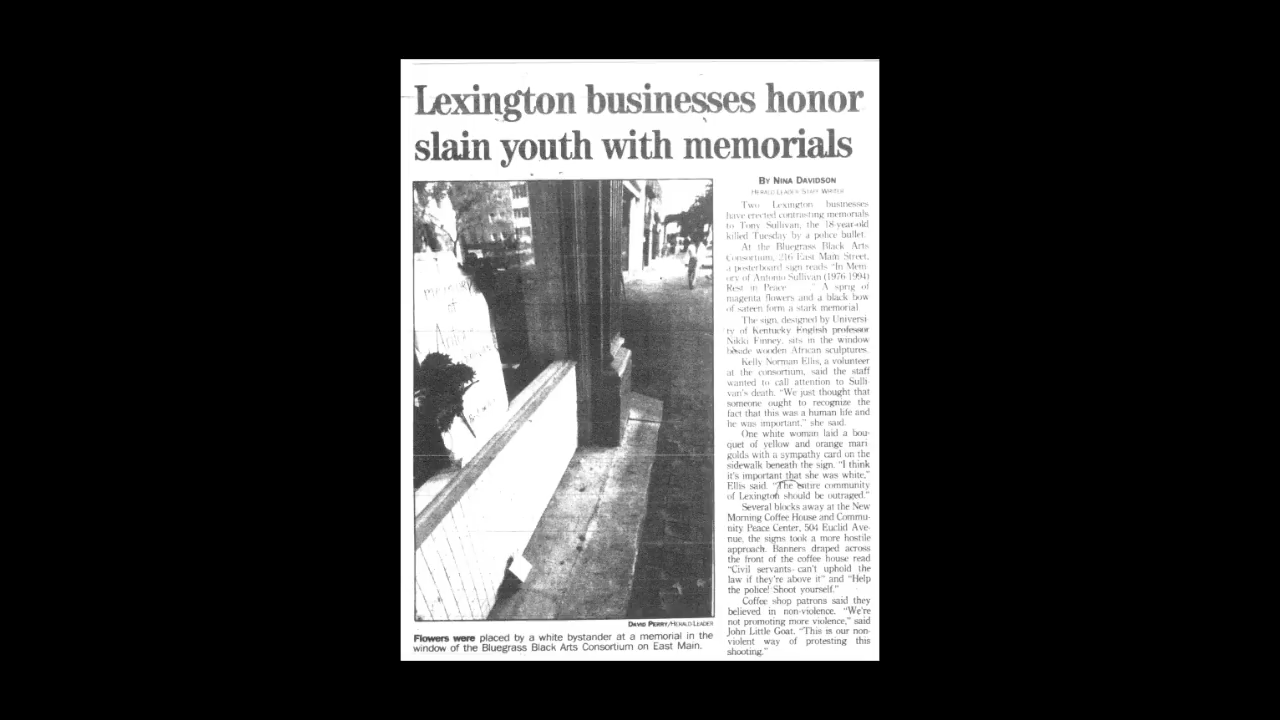 Lexington businesses honor
slain youth with memorials
BY NINA DAVIDSON
HERALD-LEADER STAFF WRITER
Two Lexington businesses
have erected contrasting memorials
to Tony Sullivan, the 18-year-old
killed Tuesday by a police bullet.
At the Bluegrass Black Arts
Consortium, 216 East Main Street,
a posterboard sign reads "In Mem-
ory of Antonio Sullivan (1976-1994)
Rest in Peace . . . ." A sprig of
magenta flowers and a black bow
of sateen form a stark memorial.
The sign, designed by Universi-
ty of Kentucky English professor
Nikki Finney, sits in the window
beside wooden African sculptures.
Kelly Norman Ellis, a volunteer
at the consortium, said the staff
wanted to call attention to Sulli-
van's death. "We just thought that
someone ought to recognize the
fact that this was a human life and
he was important," she said.
One white woman laid a bou-
quet of yellow and orange mari-
golds with a sympathy card on the
sidewalk beneath the sign. "I think
it's important that she was white,"
Ellis said. "The entire community
of Lexington should be outraged."
Several blocks away at the New
Morning Coffee House and Commu-
nity Peace Center, 504 Euclid Ave-
nue, the signs took a more hostile
approach. Banners draped across
the front of the coffee house read
"Civil servants can't uphold the
law if they're above it" and "Help
the police! Shoot yourself."
Coffee shop patrons said they
believed in non-violence. "We're
not promoting more violence," said
John Little Goat. "This is our non-
violent way of protesting this
shooting."
DAVID PERRY/HERALD-LEADER
Flowers were placed by a white bystander at a memorial in the
window of the Bluegrass Black Arts Consortium on East Main.